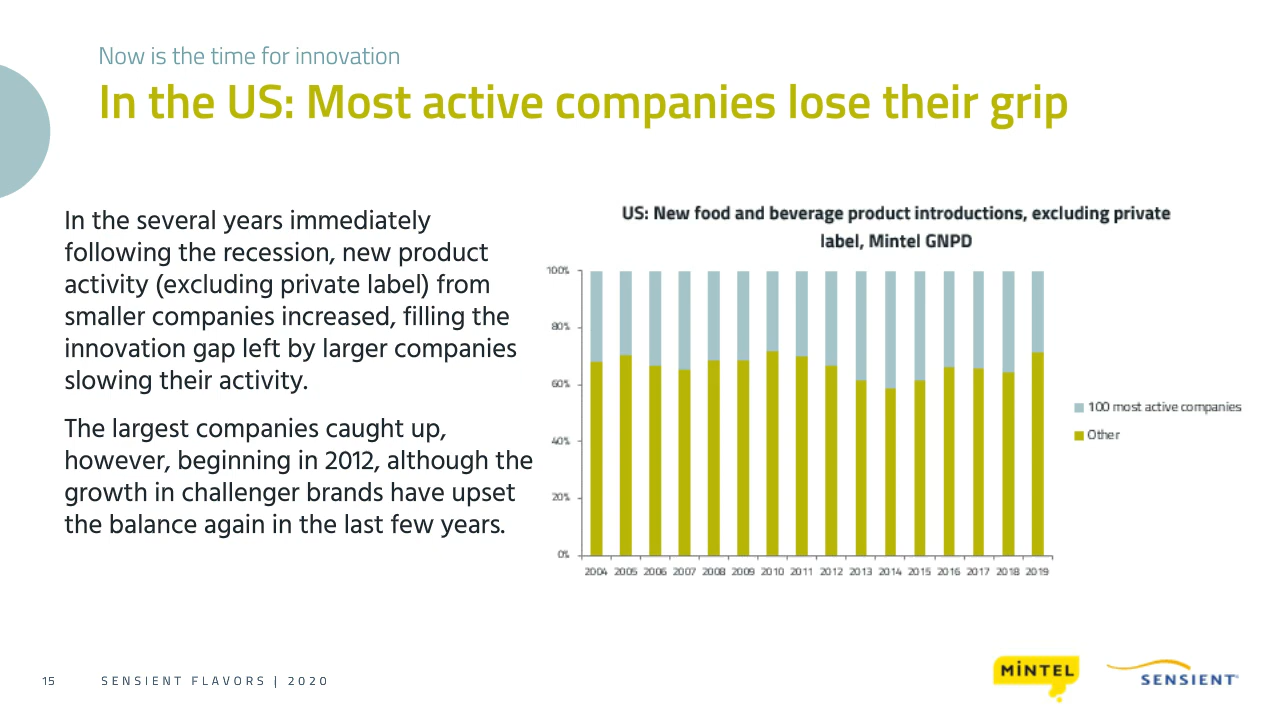 Now is the time for innovation
In the US: Most active companies lose their grip
In the several years immediately
following the recession, new product
activity (excluding private label) from
smaller companies increased, filling the
innovation gap left by larger companies
slowing their activity.
The largest companies caught up,
however, beginning in 2012, although the
growth in challenger brands have upset
the balance again in the last few years.
US: New food and beverage product introductions, excluding private
label, Mintel GNPD
100%
80%
60%
40%
20%
0%
2004 2005 2006 2007 2008 2009 2010 2011 2012 2013 2014 2015 2016 2017 2018 2019
100 most active companies
Other
15 SENSIENT FLAVORS | 2020
MINTEL
SENSIENT